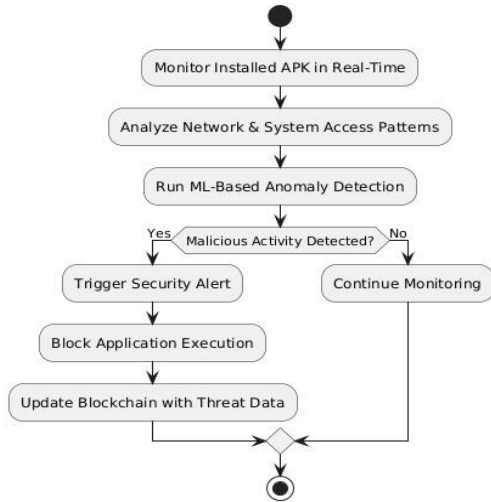 Monitor Installed APK in Real-Time
Analyze Network & System Access Patterns
Run ML-Based Anomaly Detection
Yes
Malicious Activity Detected?
No
Trigger Security Alert
Continue Monitoring
Block Application Execution
Update Blockchain with Threat Data